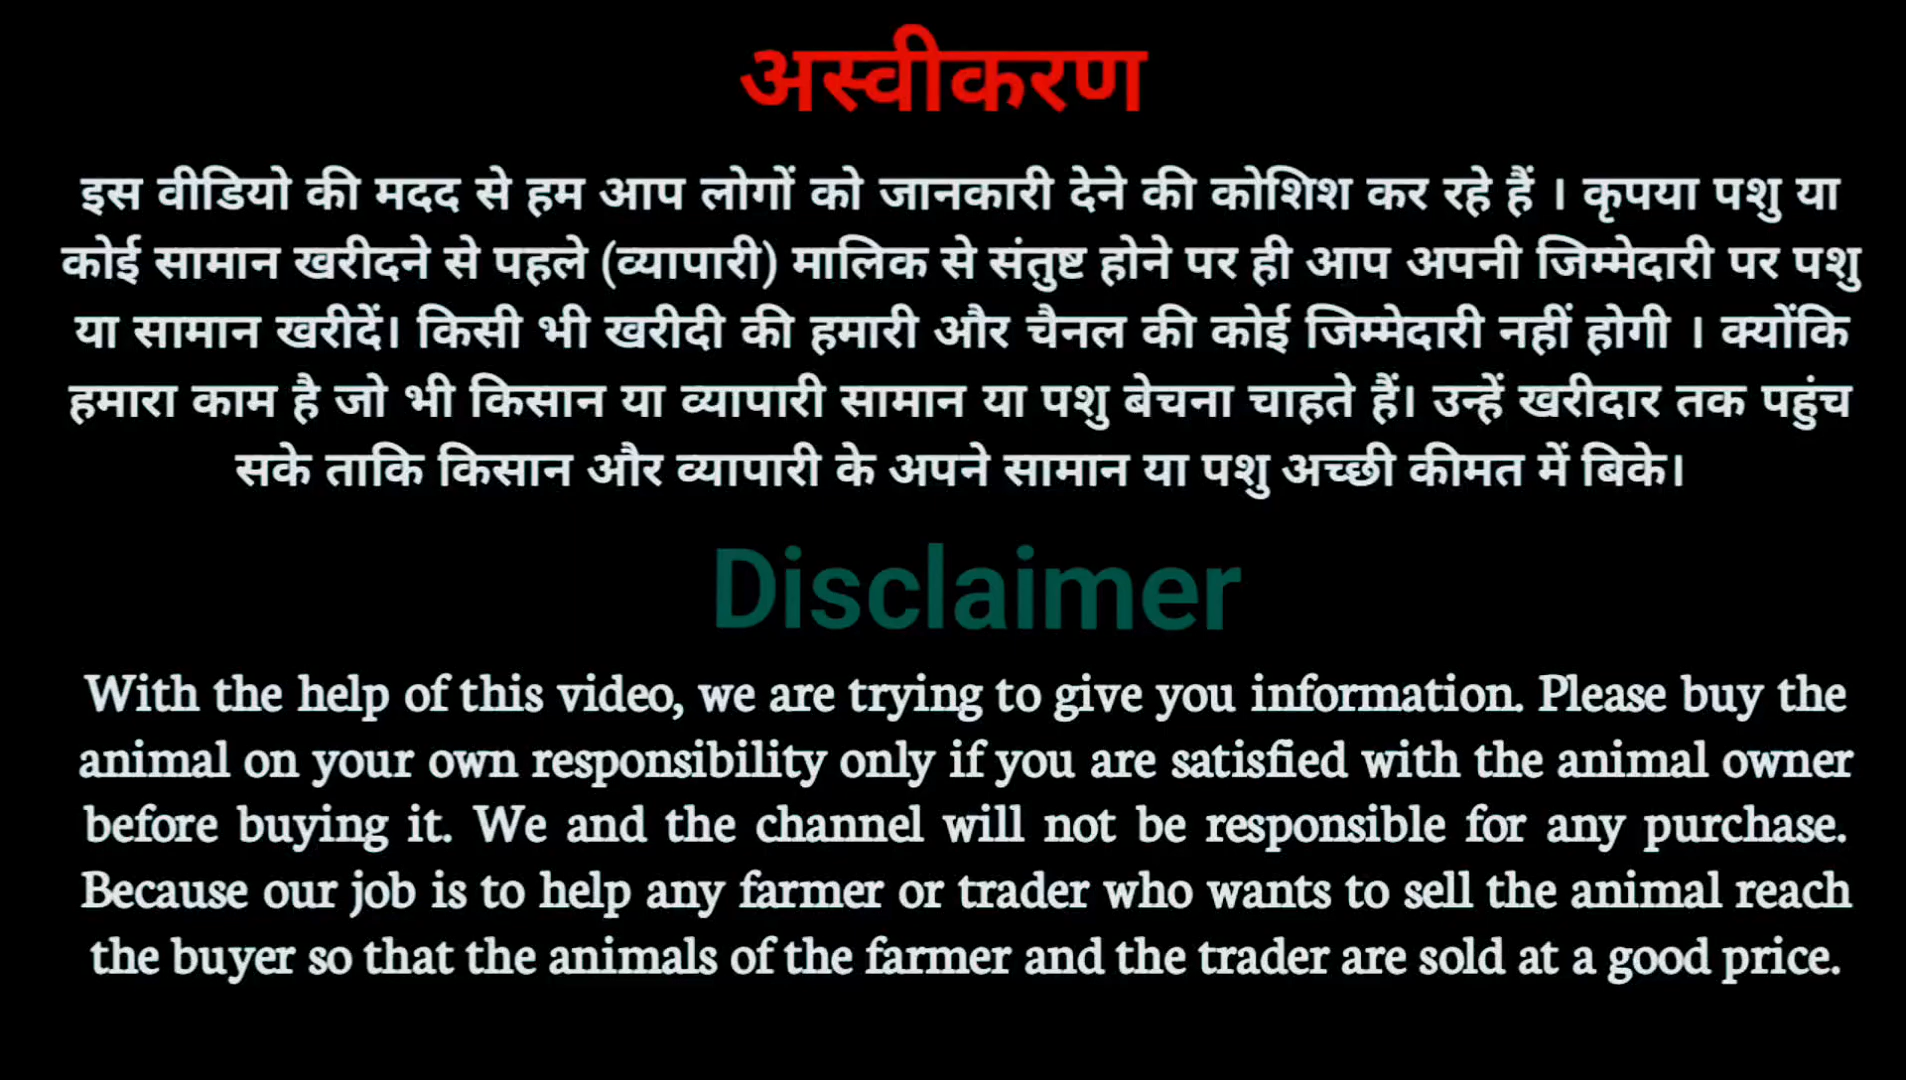 अस्वीकरण
इस वीडियो की मदद से हम आप लोगों को जानकारी देने की कोशिश कर रहे हैं । कृपया पशु या
कोई सामान खरीदने से पहले (व्यापारी) मालिक से संतुष्ट होने पर ही आप अपनी जिम्मेदारी पर पशु
या सामान खरीदें। किसी भी खरीदी की हमारी और चैनल की कोई जिम्मेदारी नहीं होगी । क्योंकि
हमारा काम है जो भी किसान या व्यापारी सामान या पशु बेचना चाहते हैं। उन्हें खरीदार तक पहुंच
सके ताकि किसान और व्यापारी के अपने सामान या पशु अच्छी कीमत में बिके।
Disclaimer
With the help of this video, we are trying to give you information. Please buy the
animal on your own responsibility only if you are satisfied with the animal owner
before buying it. We and the channel will not be responsible for any purchase.
Because our job is to help any farmer or trader who wants to sell the animal reach
the buyer so that the animals of the farmer and the trader are sold at a good price.